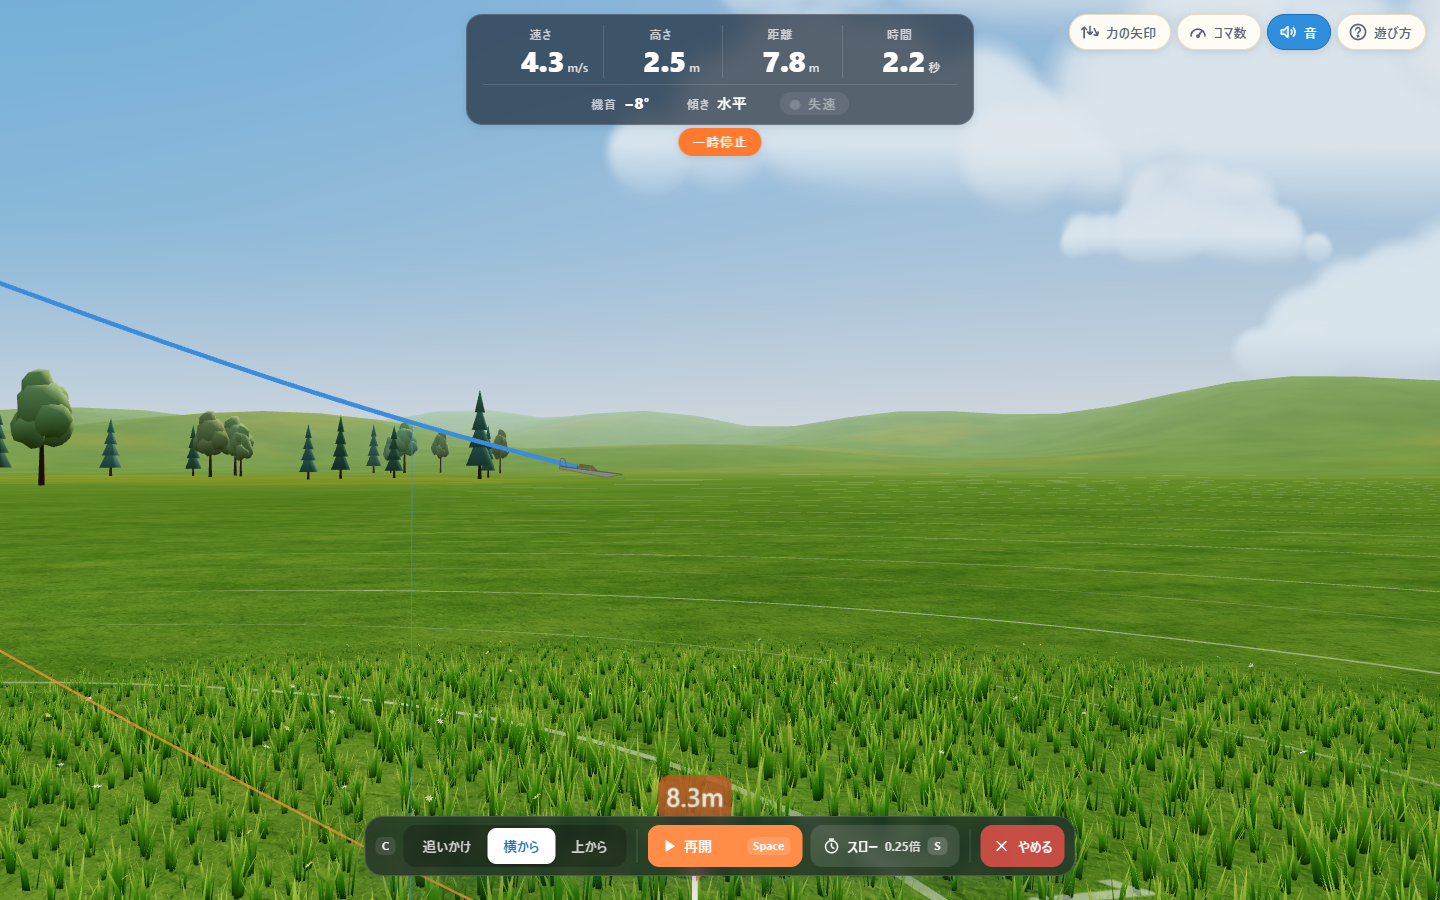 速さ 高さ 距離 時間
4.3 m/s 2.5 m 7.8 m 2.2 秒
機首 −8° 傾き 水平 失速
一時停止
力の矢印 コマ数 音 遊び方
8.3m
C 追いかけ 横から 上から 再開 Space スロー 0.25倍 S やめる